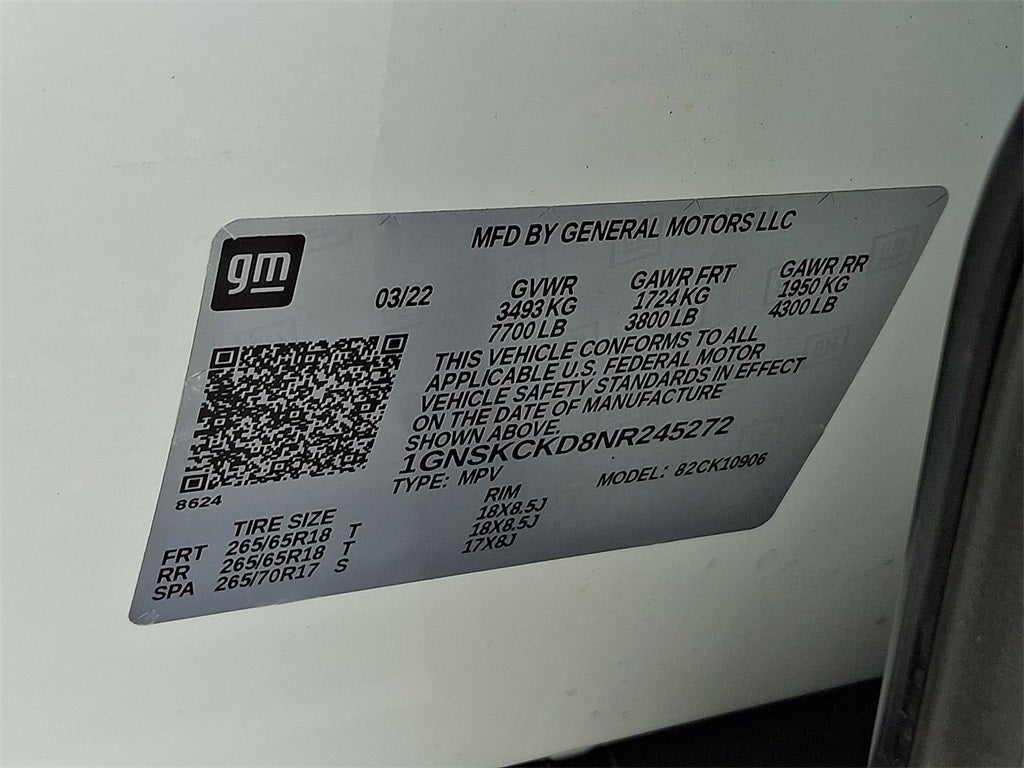 gm
MFD BY GENERAL MOTORS LLC
03/22 GVWR GAWR FRT GAWR RR
3493 KG 1724 KG 1950 KG
7700 LB 3800 LB 4300 LB
THIS VEHICLE CONFORMS TO ALL
APPLICABLE U.S. FEDERAL MOTOR
VEHICLE SAFETY STANDARDS IN EFFECT
ON THE DATE OF MANUFACTURE
SHOWN ABOVE.
1GNSKCKD8NR245272
TYPE: MPV MODEL: 82CK10906
8624
TIRE SIZE RIM
FRT 265/65R18 T 18X8.5J
RR 265/65R18 T 18X8.5J
SPA 265/70R17 S 17X8J